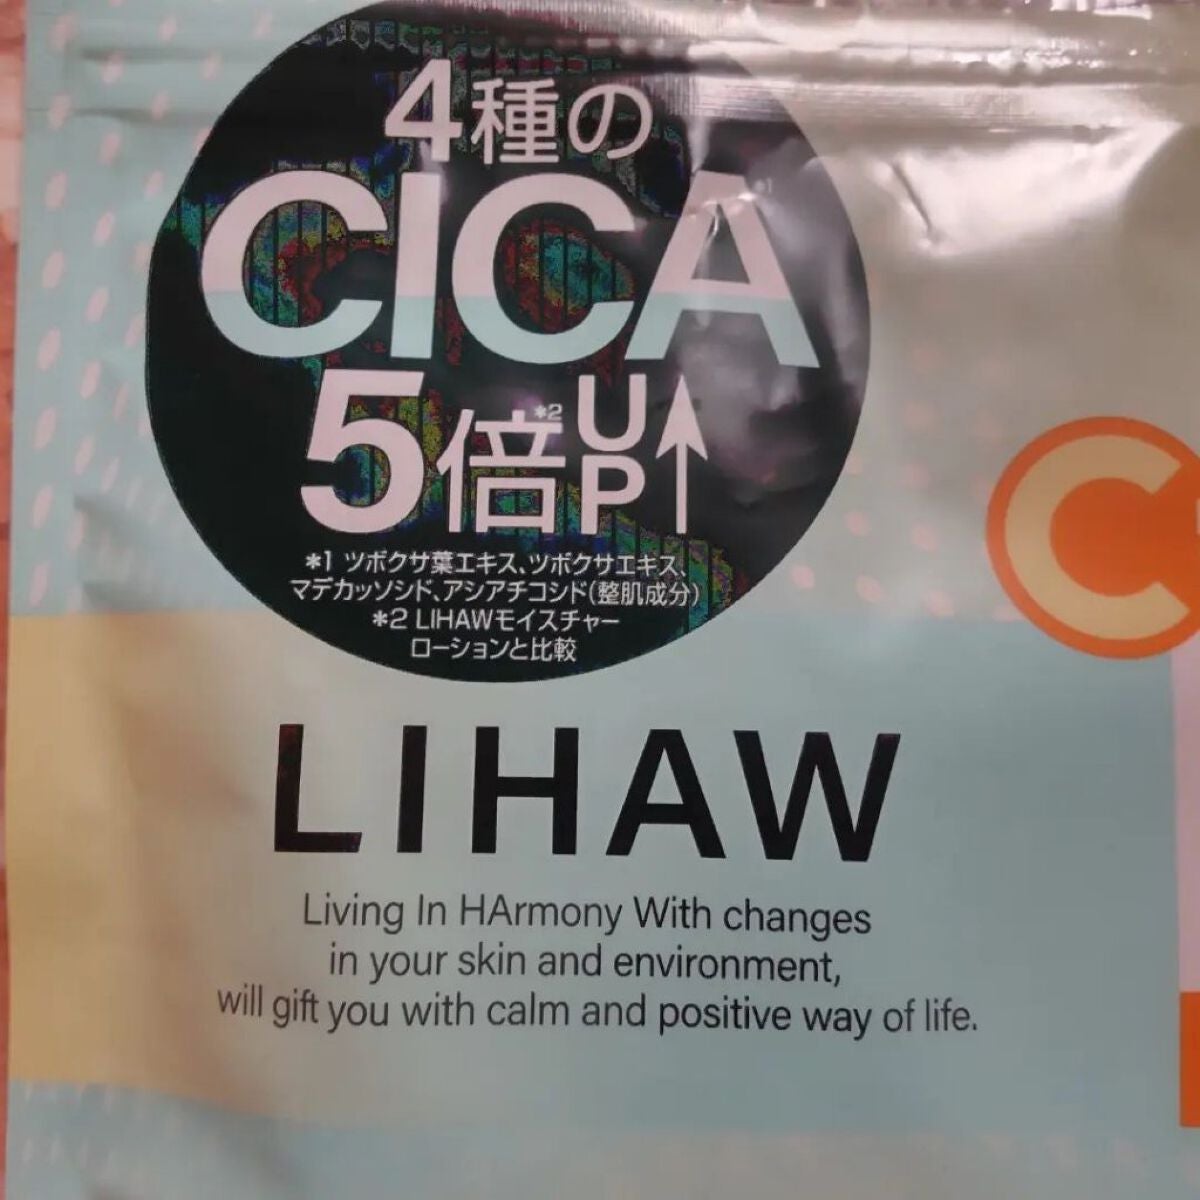 4種の
CICA*1
5倍*2 UP↑
*1 ツボクサ葉エキス、ツボクサエキス、
マデカッソシド、アシアチコシド(整肌成分)
*2 LIHAWモイスチャー
ローションと比較
C
LIHAW
Living In HArmony With changes
in your skin and environment,
will gift you with calm and positive way of life.